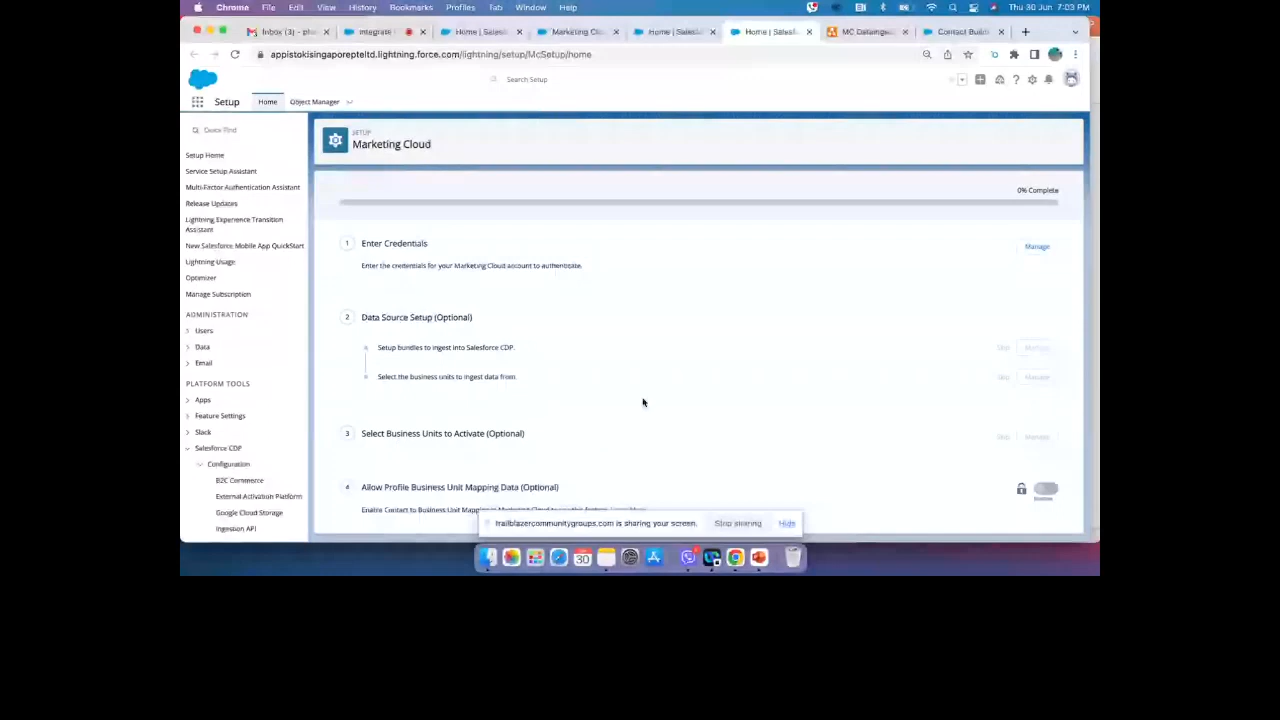 Chrome File Edit View History Bookmarks Profiles Tab Window Help Thu 30 Jun 7:03 PM
Inbox (3) - pha Integrate Home | Salesf Marketing Clo Home | Salesf Home | Salesf MC Dataings Contact Build
appistokisingaporepteltd.lightning.force.com/lightning/setup/McSetup/home
Search Setup
Setup Home Object Manager
Quick Find
Setup Home
Service Setup Assistant
Multi-Factor Authentication Assistant
Release Updates
Lightning Experience Transition
Assistant
New Salesforce Mobile App QuickStart
Lightning Usage
Optimizer
Manage Subscription
ADMINISTRATION
Users
Data
Email
PLATFORM TOOLS
Apps
Feature Settings
Slack
Salesforce CDP
Configuration
B2C Commerce
External Activation Platform
Google Cloud Storage
Ingestion API
SETUP
Marketing Cloud
0% Complete
1 Enter Credentials
Manage
Enter the credentials for your Marketing Cloud account to authenticate.
2 Data Source Setup (Optional)
Setup bundles to ingest into Salesforce CDP.
Skip Manage
Select the business units to ingest data from.
Skip Manage
3 Select Business Units to Activate (Optional)
Skip Manage
4 Allow Profile Business Unit Mapping Data (Optional)
Enable Contact to Business Unit Mapping
trailblazercommunitygroups.com is sharing your screen. Stop sharing Hide
30